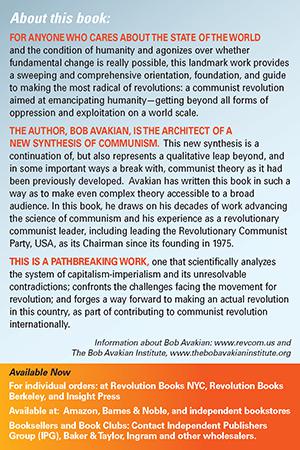 About this book:
FOR ANYONE WHO CARES ABOUT THE STATE OF THE WORLD
and the condition of humanity and agonizes over whether
fundamental change is really possible, this landmark work provides
a sweeping and comprehensive orientation, foundation, and guide
to making the most radical of revolutions: a communist revolution
aimed at emancipating humanity—getting beyond all forms of
oppression and exploitation on a world scale.
THE AUTHOR, BOB AVAKIAN, IS THE ARCHITECT OF A
NEW SYNTHESIS OF COMMUNISM. This new synthesis is a
continuation of, but also represents a qualitative leap beyond, and
in some important ways a break with, communist theory as it had
been previously developed. Avakian has written this book in such a
way as to make even complex theory accessible to a broad
audience. In this book, he draws on his decades of work advancing
the science of communism and his experience as a revolutionary
communist leader, including leading the Revolutionary Communist
Party, USA, as its Chairman since its founding in 1975.
THIS IS A PATHBREAKING WORK, one that scientifically analyzes
the system of capitalism-imperialism and its unresolvable
contradictions; confronts the challenges facing the movement for
revolution; and forges a way forward to making an actual revolution
in this country, as part of contributing to communist revolution
internationally.
Information about Bob Avakian: www.revcom.us and
The Bob Avakian Institute, www.thebobavakianinstitute.org
Available Now
For individual orders: at Revolution Books NYC, Revolution Books
Berkeley, and Insight Press
Available at: Amazon, Barnes & Noble, and independent bookstores
Booksellers and Book Clubs: Contact Independent Publishers
Group (IPG), Baker & Taylor, Ingram and other wholesalers.